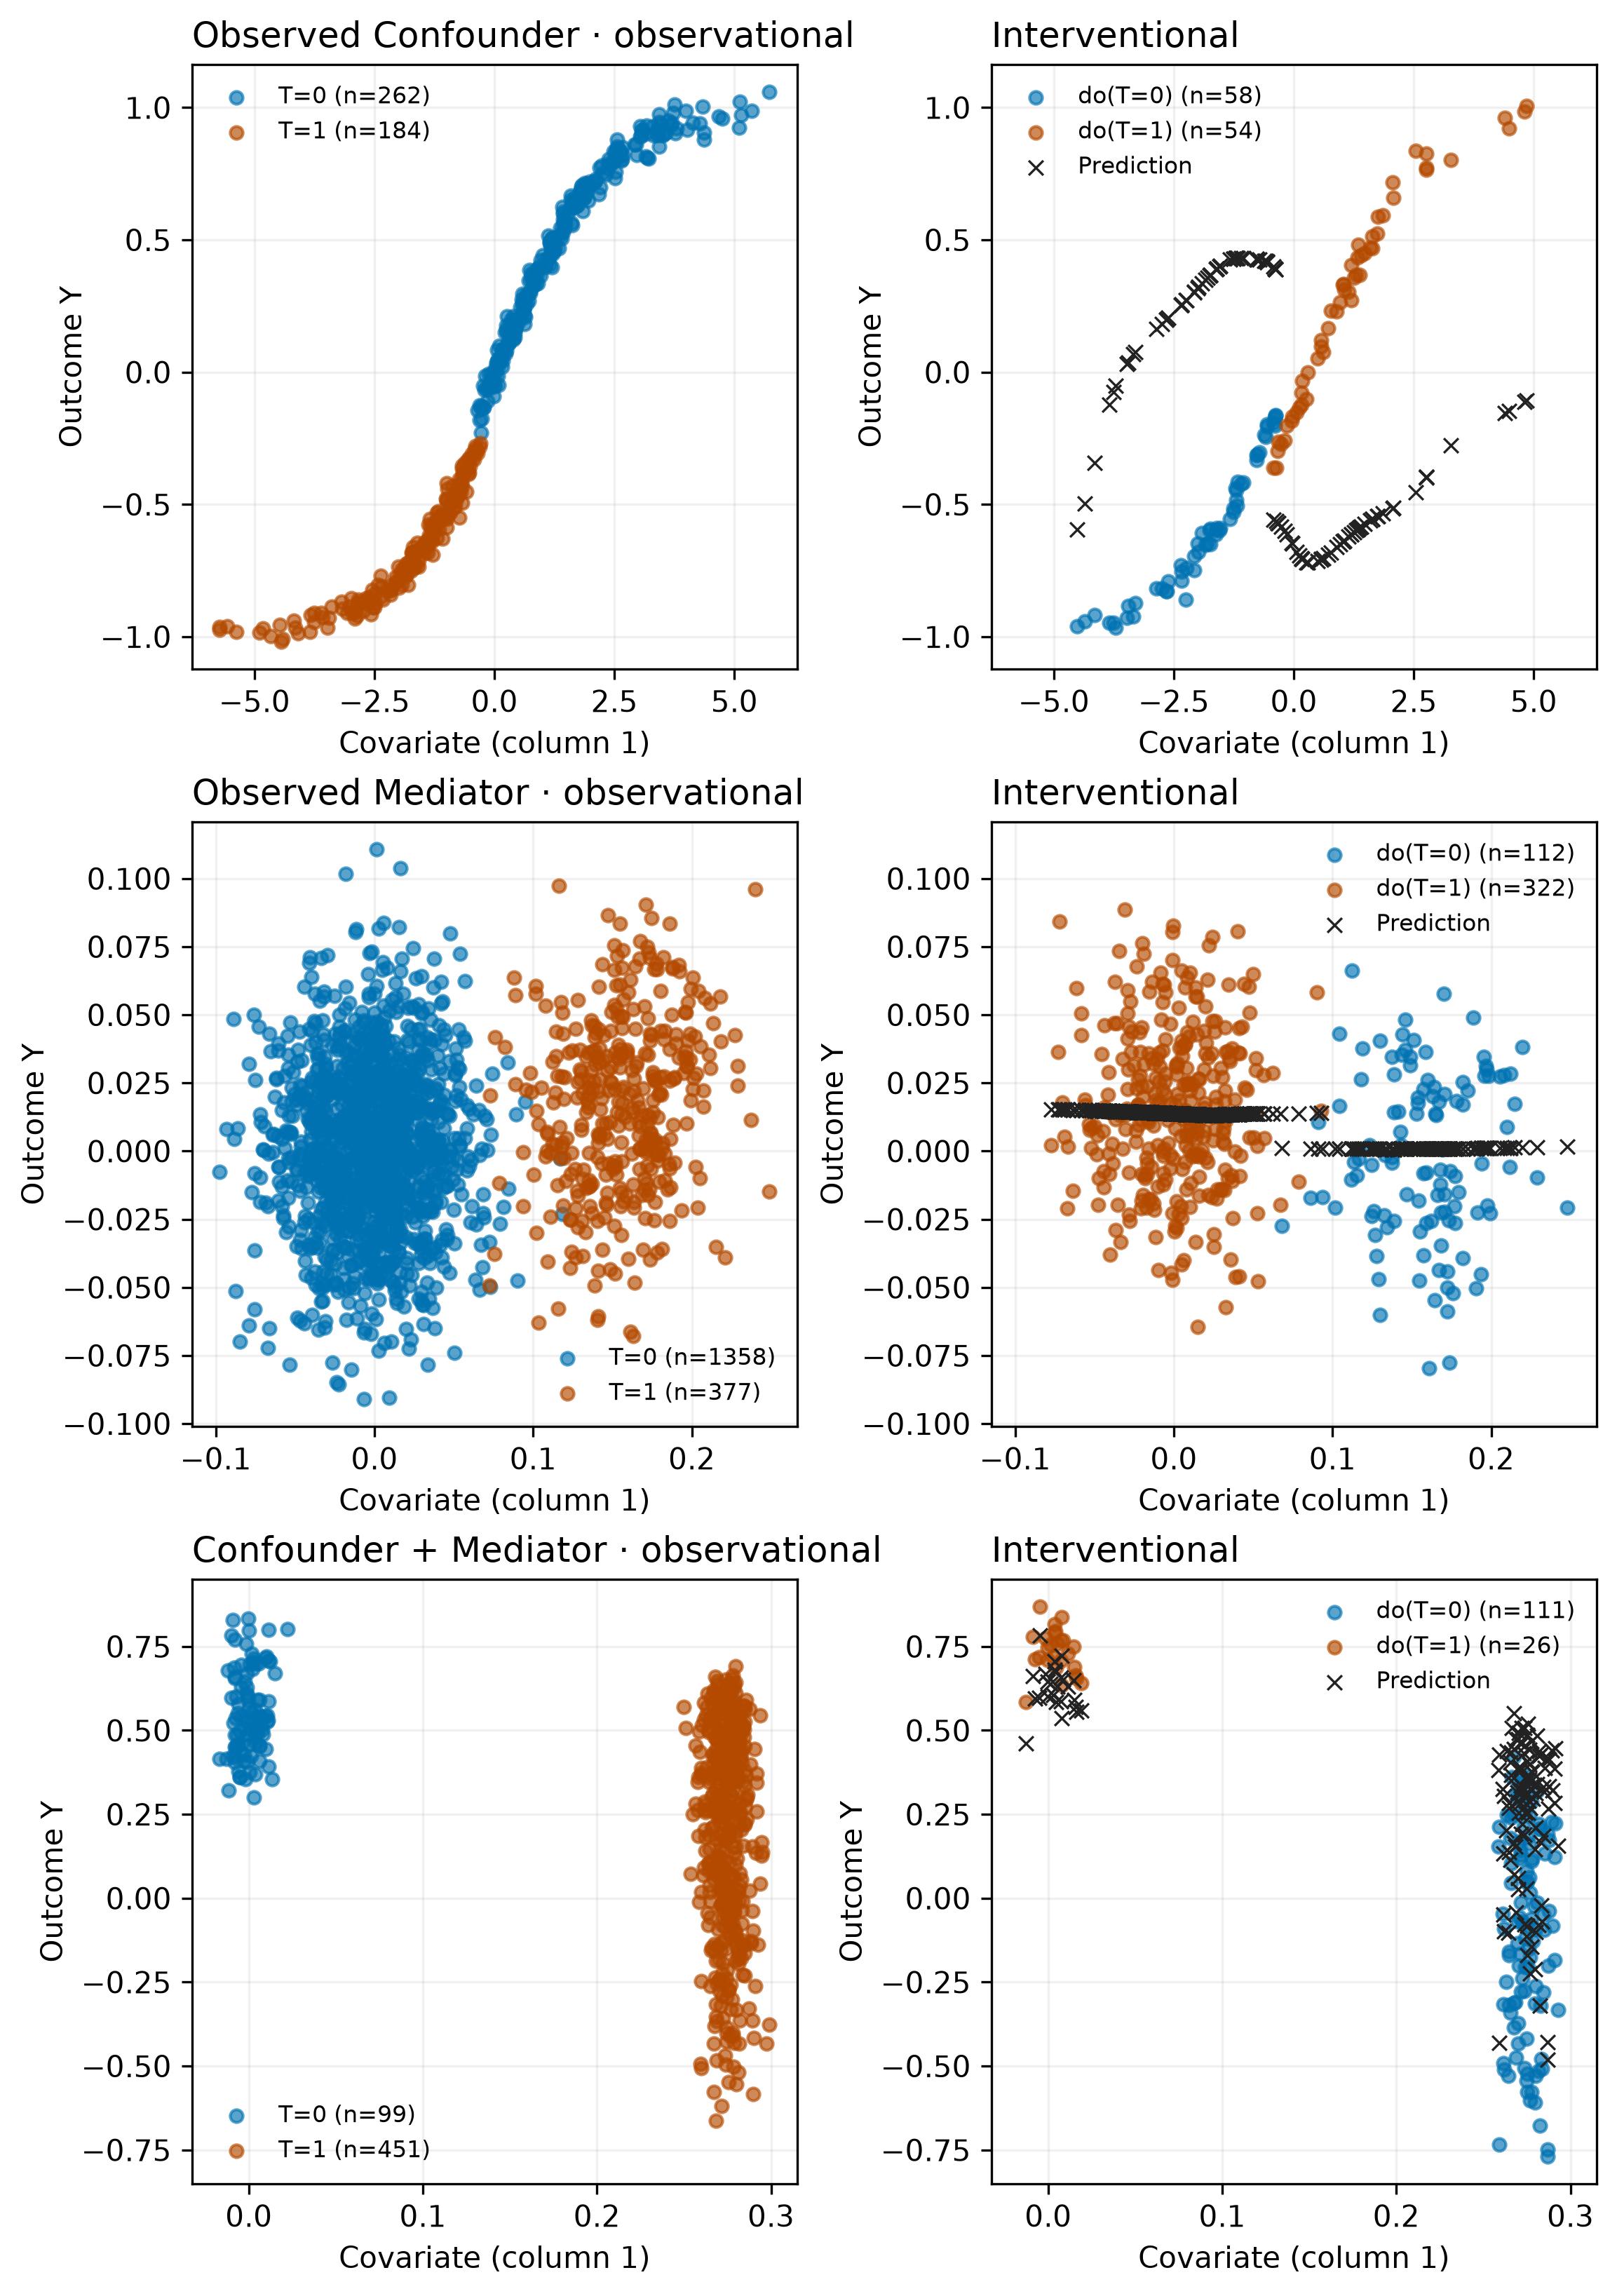 Observed Confounder · observational
Interventional
T=0 (n=262)
T=1 (n=184)
1.0
0.5
0.0
−0.5
−1.0
Outcome Y
−5.0 −2.5 0.0 2.5 5.0
Covariate (column 1)
do(T=0) (n=58)
do(T=1) (n=54)
Prediction
1.0
0.5
0.0
−0.5
−1.0
Outcome Y
−5.0 −2.5 0.0 2.5 5.0
Covariate (column 1)
Observed Mediator · observational
Interventional
0.100
0.075
0.050
0.025
0.000
−0.025
−0.050
−0.075
−0.100
Outcome Y
T=0 (n=1358)
T=1 (n=377)
−0.1 0.0 0.1 0.2
Covariate (column 1)
do(T=0) (n=112)
do(T=1) (n=322)
Prediction
0.100
0.075
0.050
0.025
0.000
−0.025
−0.050
−0.075
−0.100
Outcome Y
−0.1 0.0 0.1 0.2
Covariate (column 1)
Confounder + Mediator · observational
Interventional
0.75
0.50
0.25
0.00
−0.25
−0.50
−0.75
Outcome Y
T=0 (n=99)
T=1 (n=451)
0.0 0.1 0.2 0.3
Covariate (column 1)
do(T=0) (n=111)
do(T=1) (n=26)
Prediction
0.75
0.50
0.25
0.00
−0.25
−0.50
−0.75
Outcome Y
0.0 0.1 0.2 0.3
Covariate (column 1)